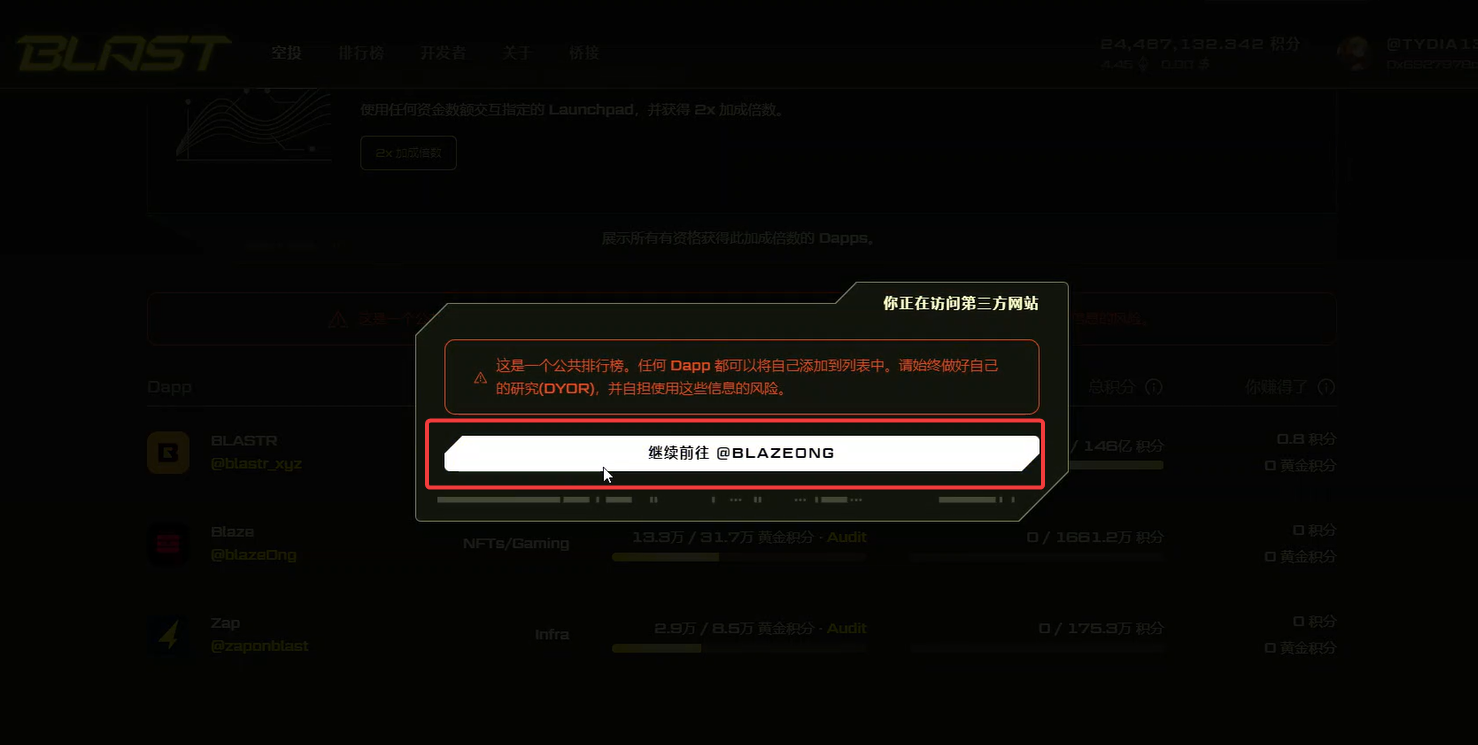 BLAST
空投
排行榜
开发者
关于
桥接
24,487,132.342 积分
使用任何资金数额交互指定的 Launchpad，并获得 2x 加成倍数。
2x 加成倍数
展示所有有资格获得此加成倍数的 Dapps。
你正在访问第三方网站
这是一个公共排行榜。任何 Dapp 都可以将自己添加到列表中。请始终做好自己
的研究(DYOR)，并自担使用这些信息的风险。
继续前往 @BLAZE0NG
Dapp
总积分
你赚得了
BLASTR
@blastr_xyz
/ 146亿 积分
0.8 积分
0 黄金积分
Blaze
@blaze0ng
NFTs/Gaming
13.3万 / 31.7万 黄金积分 · Audit
0 / 1661.2万 积分
0 积分
0 黄金积分
Zap
@zaponblast
Infra
2.9万 / 8.5万 黄金积分 · Audit
0 / 175.3万 积分
0 积分
0 黄金积分